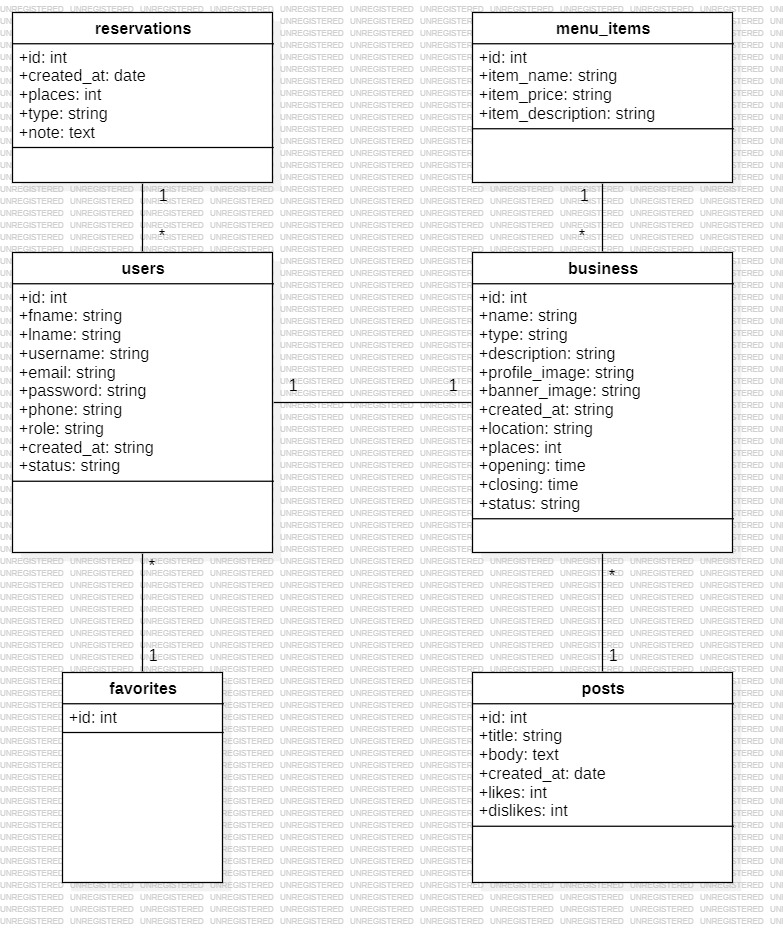 reservations
+id: int
+created_at: date
+places: int
+type: string
+note: text
menu_items
+id: int
+item_name: string
+item_price: string
+item_description: string
1
*
1
*
users
+id: int
+fname: string
+lname: string
+username: string
+email: string
+password: string
+phone: string
+role: string
+created_at: string
+status: string
1
1
business
+id: int
+name: string
+type: string
+description: string
+profile_image: string
+banner_image: string
+created_at: string
+location: string
+places: int
+opening: time
+closing: time
+status: string
*
1
*
1
favorites
+id: int
posts
+id: int
+title: string
+body: text
+created_at: date
+likes: int
+dislikes: int
UNREGISTERED